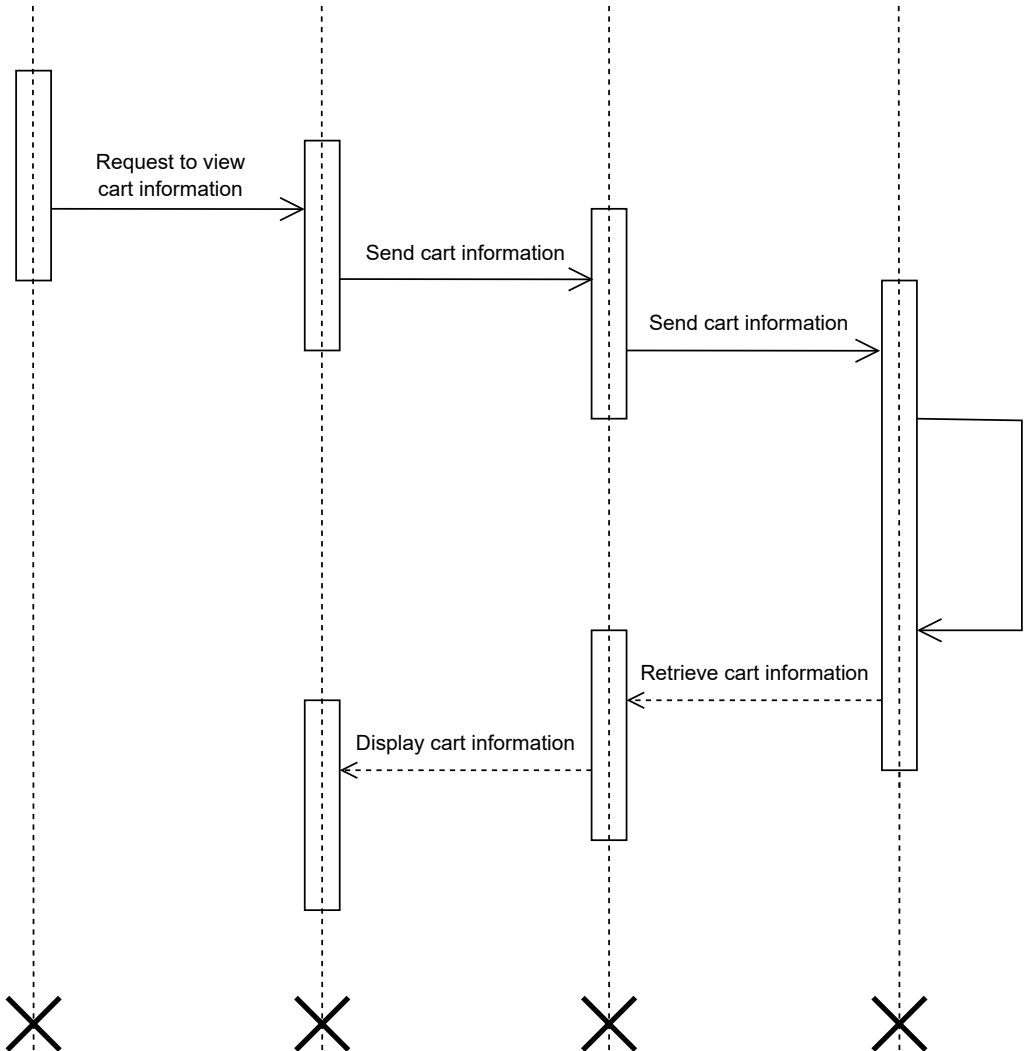 Request to view
cart information
Send cart information
Send cart information
Retrieve cart information
Display cart information